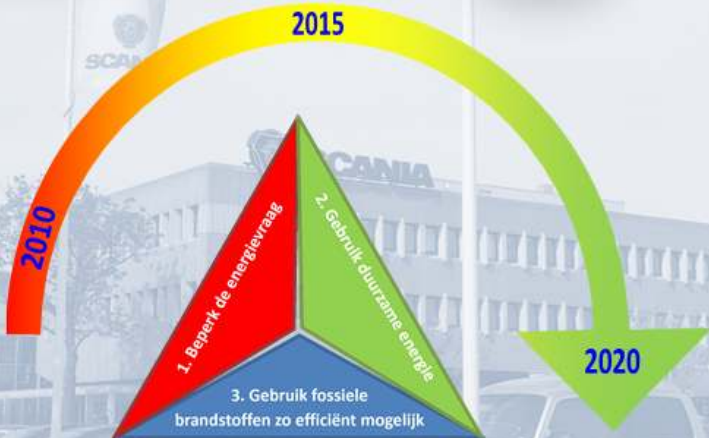 2015
SCAN
SCANIA
2010
1. Beperk de energievraag
2. Gebruik duurzame energie
2020
3. Gebruik fossiele
brandstoffen zo efficiënt mogelijk